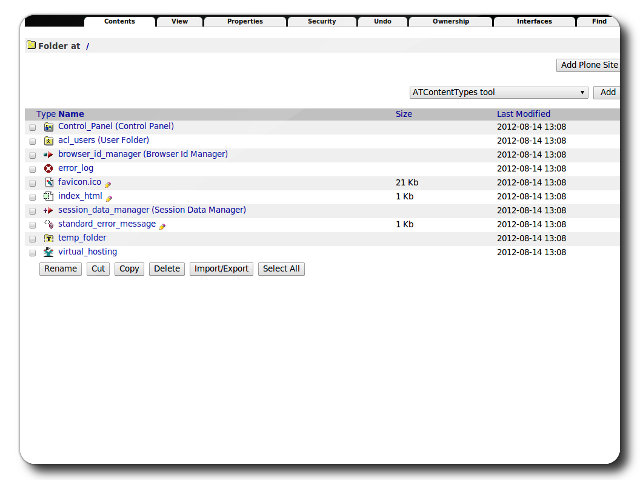 Contents View Properties Security Undo Ownership Interfaces Find
Folder at /
Add Plone Site
ATContentTypes tool Add
Type Name Size Last Modified
Control_Panel (Control Panel) 2012-08-14 13:08
acl_users (User Folder) 2012-08-14 13:08
browser_id_manager (Browser Id Manager) 2012-08-14 13:08
error_log 2012-08-14 13:08
favicon.ico 21 Kb 2012-08-14 13:08
index_html 1 Kb 2012-08-14 13:08
session_data_manager (Session Data Manager) 2012-08-14 13:08
standard_error_message 1 Kb 2012-08-14 13:08
temp_folder 2012-08-14 13:08
virtual_hosting 2012-08-14 13:08
Rename Cut Copy Delete Import/Export Select All